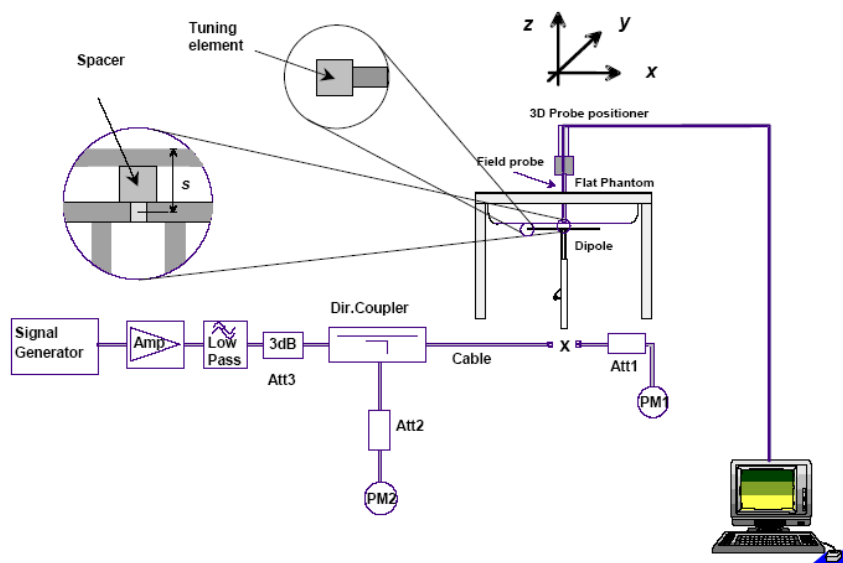 Tuning
element
Spacer
z
y
x
3D Probe positioner
Field probe
Flat Phantom
s
Dipole
Dir.Coupler
Signal
Generator
Amp
Low
Pass
3dB
Att3
Cable
x
Att1
PM1
Att2
PM2